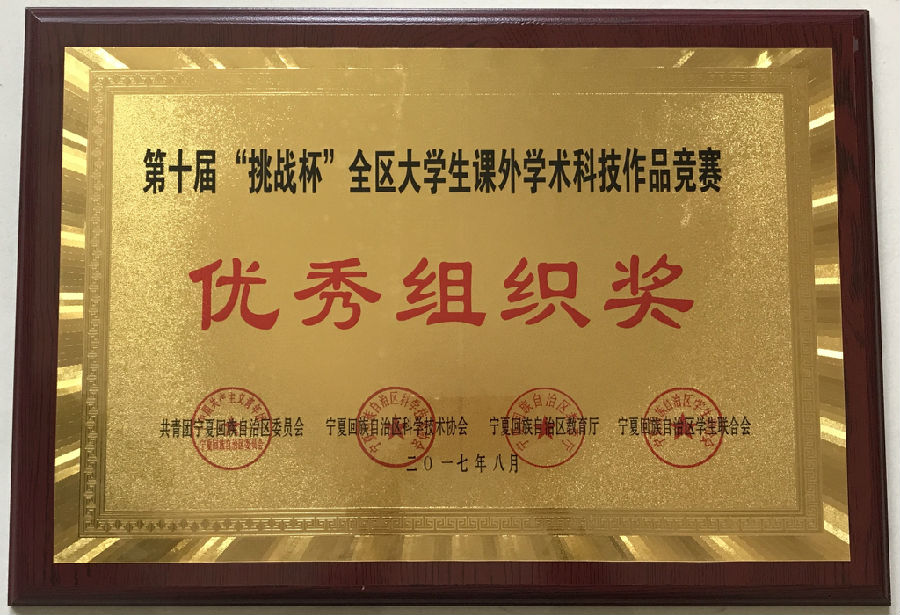 第十届“挑战杯”全区大学生课外学术科技作品竞赛
优秀组织奖
共青团宁夏回族自治区委员会 宁夏回族自治区科学技术协会 宁夏回族自治区教育厅 宁夏回族自治区学生联合会
二〇一七年八月